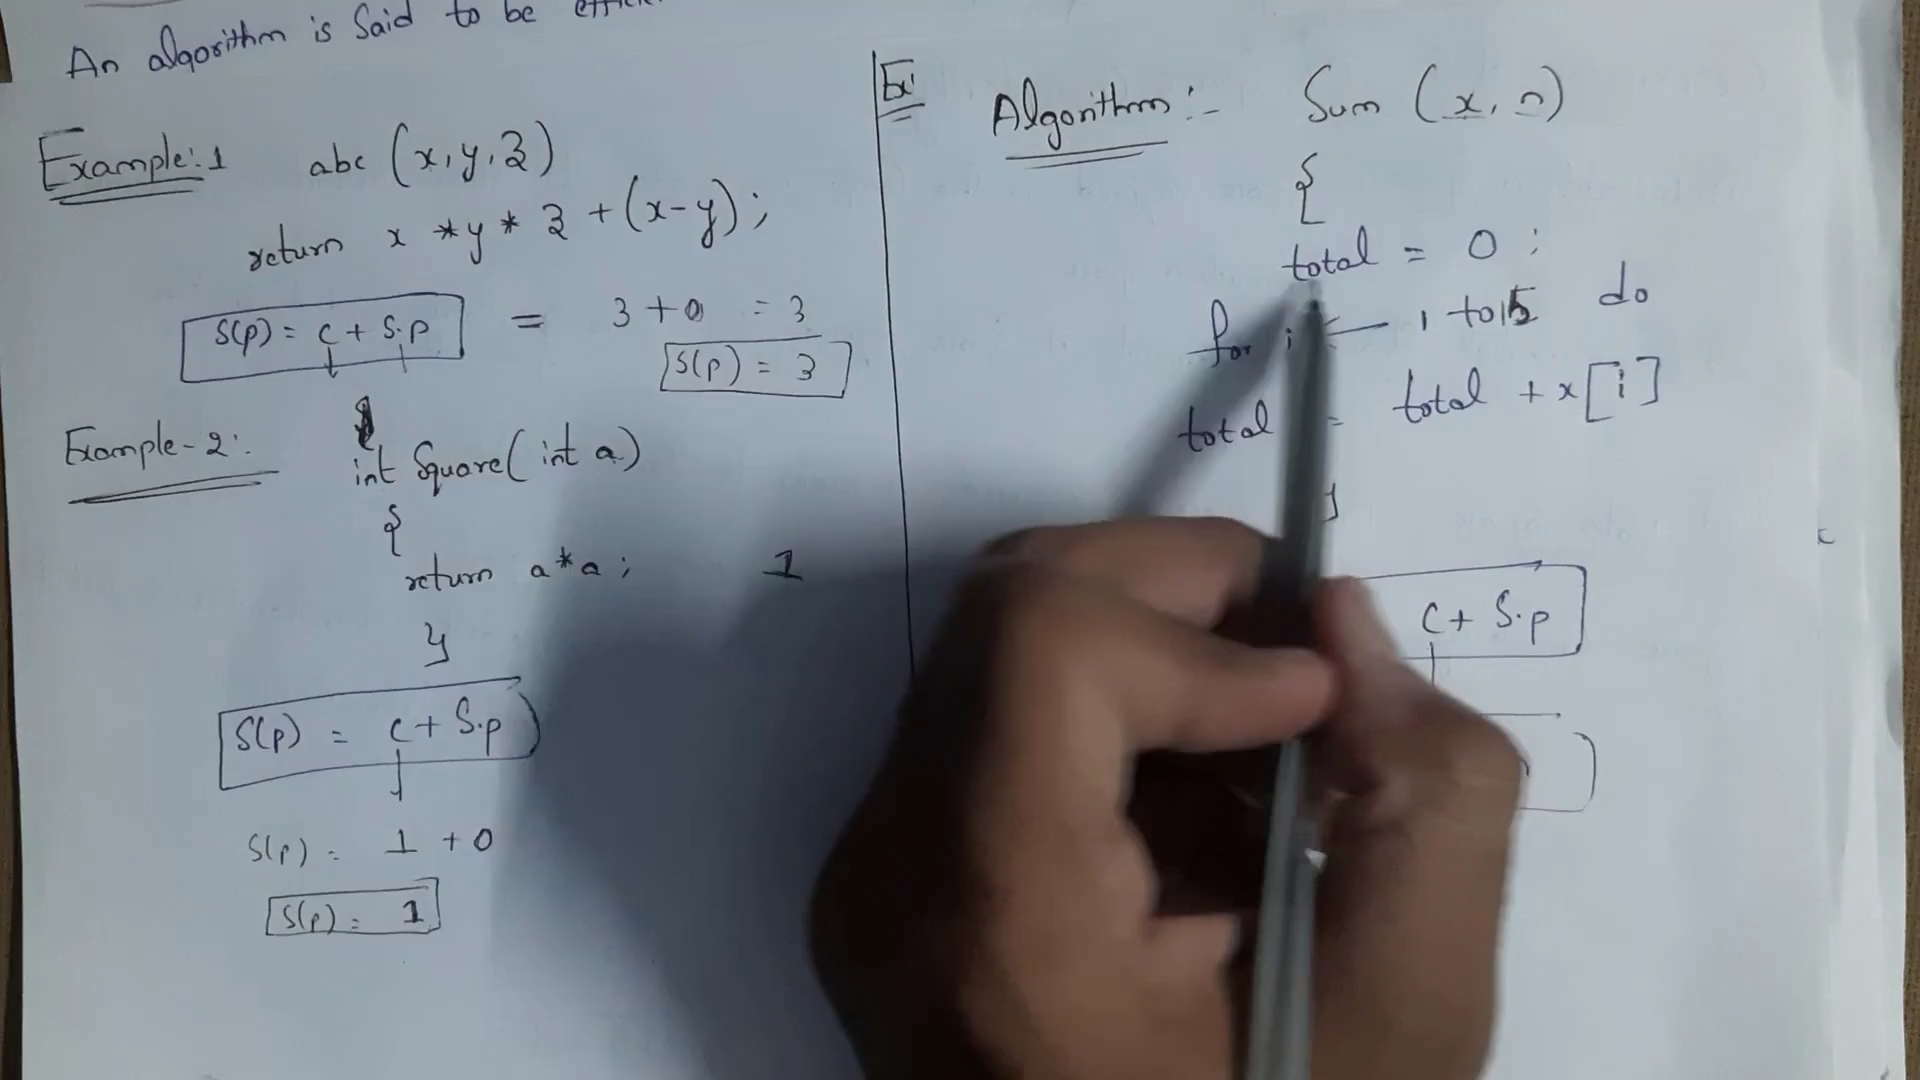 An algorithm is Said to be
Example:1 abc (x, y, z)
return x * y * z + (x-y);
S(p) = c + S.p = 3 + 0 = 3
S(p) = 3
Example-2:
int Square(int a)
{
return a*a; 1
}
S(p) = c + S.p
S(p) = 1 + 0
S(p) = 1
Ex:
Algorithm:- Sum (x, n)
{
total = 0;
for i ← 1 to 5 do
total = total + x[i]
}
c + S.p